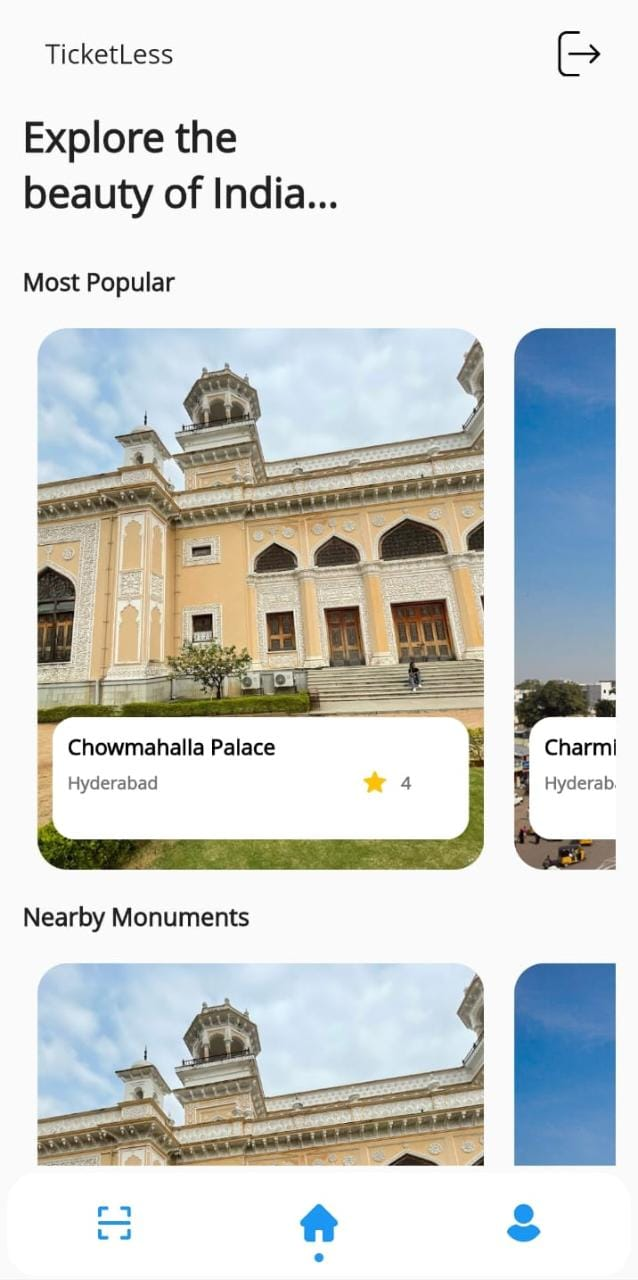 TicketLess
Explore the
beauty of India...
Most Popular
Chowmahalla Palace
Hyderabad
4
Nearby Monuments